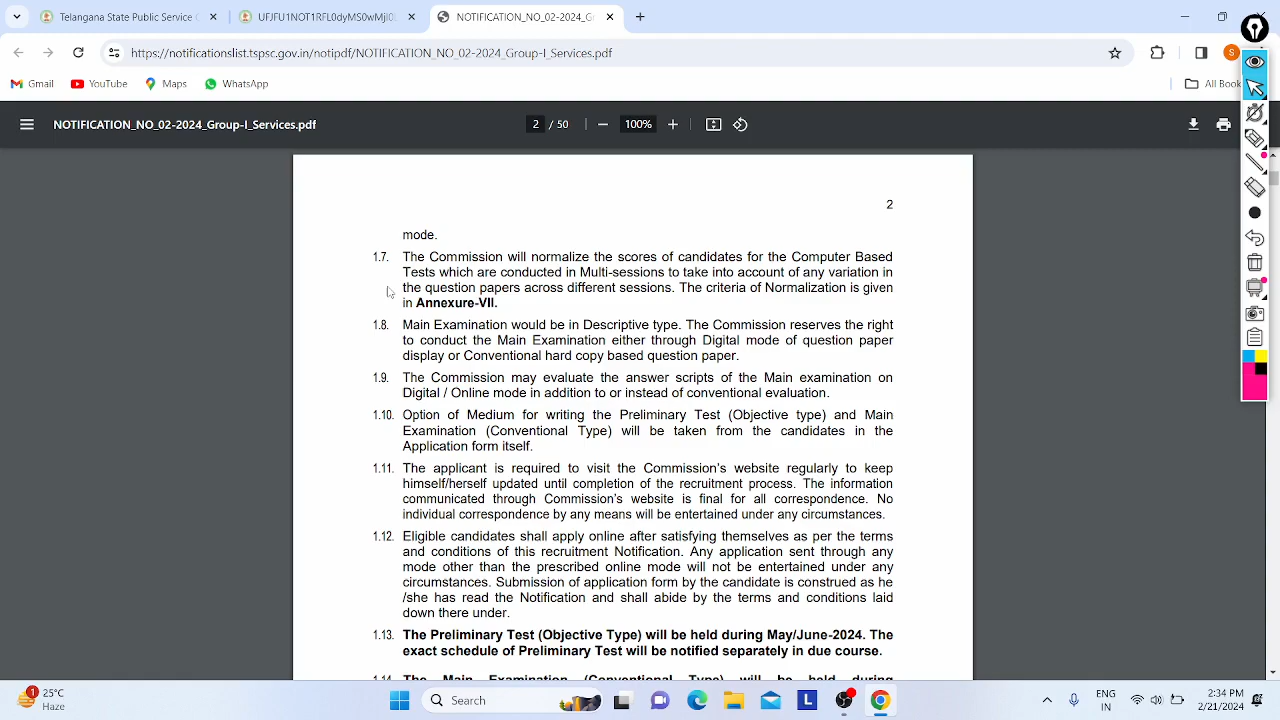 Telangana State Public Service
UFJFU1NOT1RFL0dyMS0wMjI0
NOTIFICATION_NO_02-2024_G
https://notificationslist.tspsc.gov.in/notipdf/NOTIFICATION_NO_02-2024_Group-I_Services.pdf
S
Gmail
YouTube
Maps
WhatsApp
All Book
NOTIFICATION_NO_02-2024_Group-I_Services.pdf
2 / 50
100%
2
mode.
1.7. The Commission will normalize the scores of candidates for the Computer Based
Tests which are conducted in Multi-sessions to take into account of any variation in
the question papers across different sessions. The criteria of Normalization is given
in Annexure-VII.
1.8. Main Examination would be in Descriptive type. The Commission reserves the right
to conduct the Main Examination either through Digital mode of question paper
display or Conventional hard copy based question paper.
1.9. The Commission may evaluate the answer scripts of the Main examination on
Digital / Online mode in addition to or instead of conventional evaluation.
1.10. Option of Medium for writing the Preliminary Test (Objective type) and Main
Examination (Conventional Type) will be taken from the candidates in the
Application form itself.
1.11. The applicant is required to visit the Commission's website regularly to keep
himself/herself updated until completion of the recruitment process. The information
communicated through Commission's website is final for all correspondence. No
individual correspondence by any means will be entertained under any circumstances.
1.12. Eligible candidates shall apply online after satisfying themselves as per the terms
and conditions of this recruitment Notification. Any application sent through any
mode other than the prescribed online mode will not be entertained under any
circumstances. Submission of application form by the candidate is construed as he
/she has read the Notification and shall abide by the terms and conditions laid
down there under.
1.13. The Preliminary Test (Objective Type) will be held during May/June-2024. The
exact schedule of Preliminary Test will be notified separately in due course.
1.14. The Main Examination (Conventional Type) will be held during
1
25°C
Haze
Search
L
ENG
IN
2:34 PM
2/21/2024